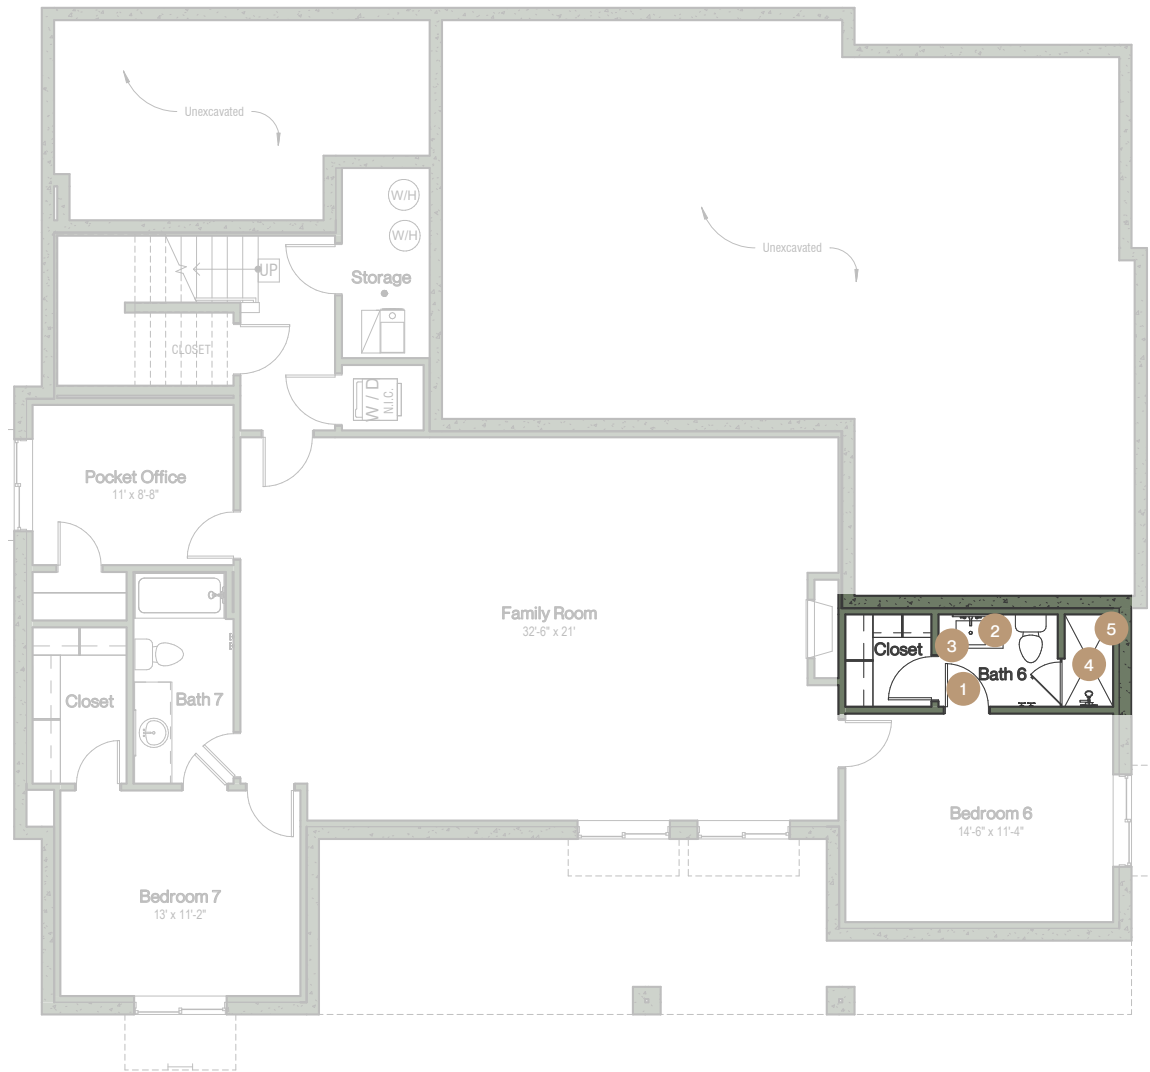 Unexcavated
W/H
W/H
Unexcavated
UP
Storage
CLOSET
W / D
N.I.C.
Pocket Office
11' x 8'-8"
Family Room
32'-6" x 21'
5
2
3
Closet
4
Bath 6
1
Closet
Bath 7
Bedroom 6
14'-6" x 11'-4"
Bedroom 7
13' x 11'-2"